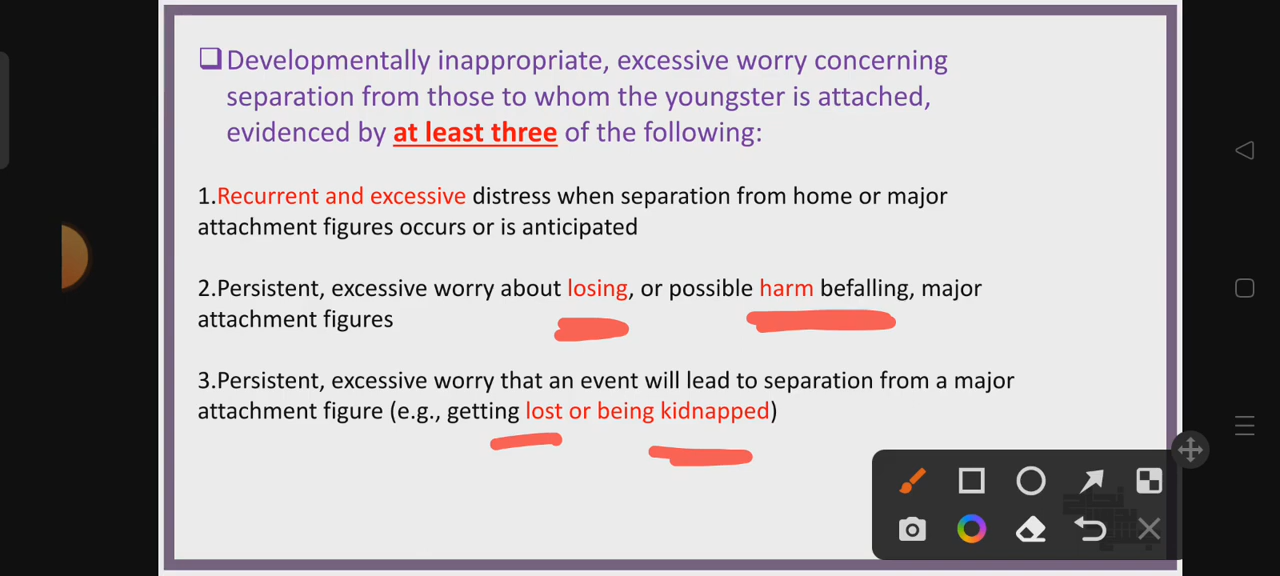 Developmentally inappropriate, excessive worry concerning
separation from those to whom the youngster is attached,
evidenced by at least three of the following:
1.Recurrent and excessive distress when separation from home or major
attachment figures occurs or is anticipated
2.Persistent, excessive worry about losing, or possible harm befalling, major
attachment figures
3.Persistent, excessive worry that an event will lead to separation from a major
attachment figure (e.g., getting lost or being kidnapped)